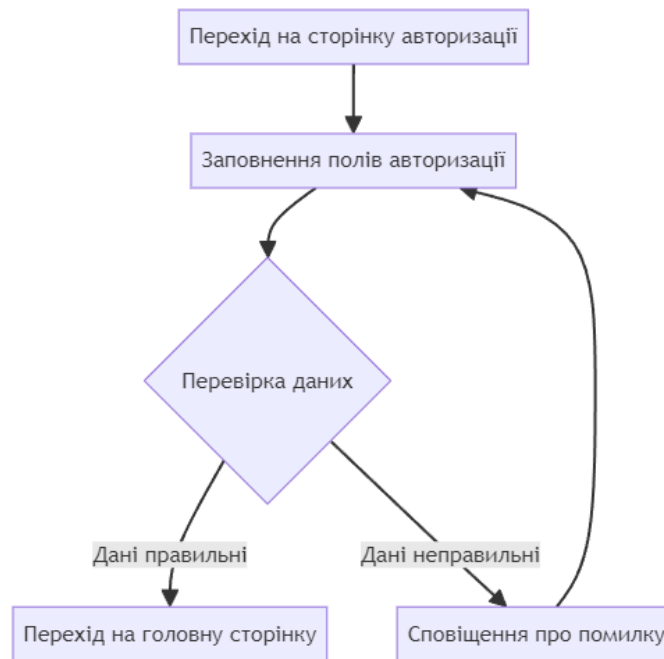 Перехід на сторінку авторизації
Заповнення полів авторизації
Перевірка даних
Дані правильні
Дані неправильні
Перехід на головну сторінку
Сповіщення про помилку